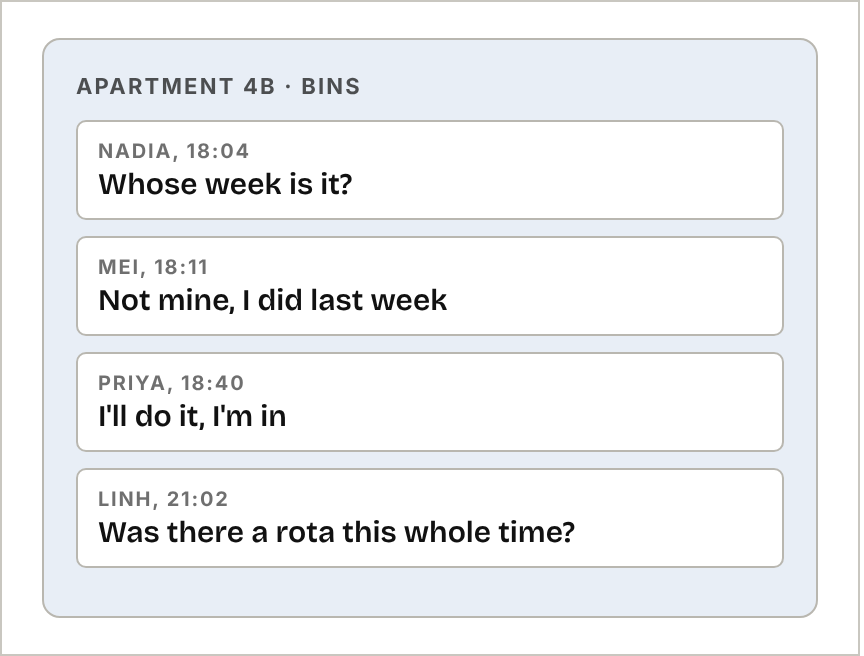 APARTMENT 4B · BINS
NADIA, 18:04
Whose week is it?
MEI, 18:11
Not mine, I did last week
PRIYA, 18:40
I'll do it, I'm in
LINH, 21:02
Was there a rota this whole time?